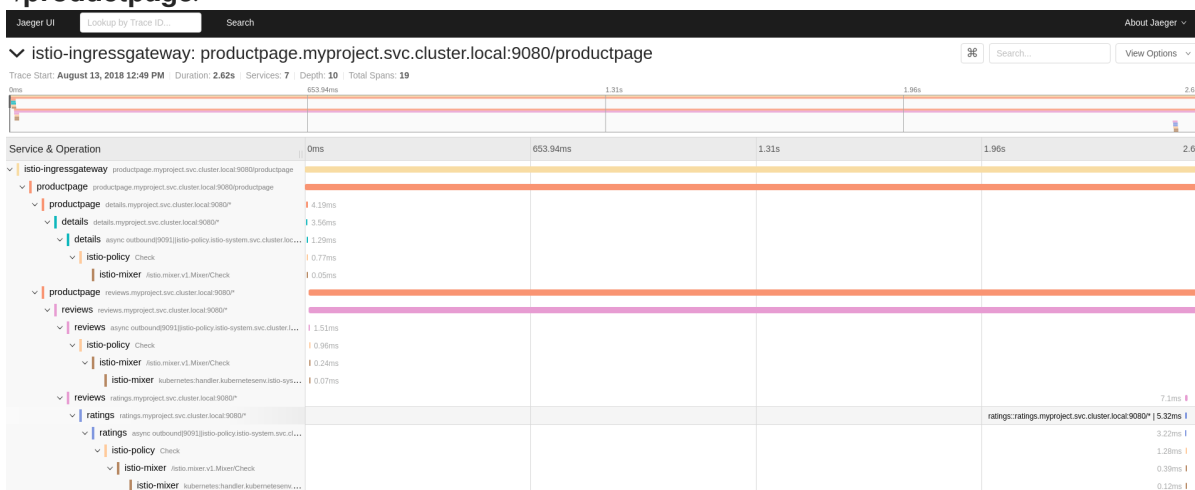 productpage
Jaeger UI Lookup by Trace ID... Search About Jaeger
istio-ingressgateway: productpage.myproject.svc.cluster.local:9080/productpage ⌘ Search... View Options
Trace Start: August 13, 2018 12:49 PM | Duration: 2.62s | Services: 7 | Depth: 10 | Total Spans: 19
0ms 653.94ms 1.31s 1.96s 2.6
Service & Operation 0ms 653.94ms 1.31s 1.96s 2.6
istio-ingressgateway productpage.myproject.svc.cluster.local:9080/productpage
productpage productpage.myproject.svc.cluster.local:9080/productpage
productpage details.myproject.svc.cluster.local:9080/* 4.19ms
details details.myproject.svc.cluster.local:9080/* 3.56ms
details async outbound|9091||istio-policy.istio-system.svc.cluster.loc... 1.29ms
istio-policy Check 0.77ms
istio-mixer /istio.mixer.v1.Mixer/Check 0.05ms
productpage reviews.myproject.svc.cluster.local:9080/*
reviews reviews.myproject.svc.cluster.local:9080/*
reviews async outbound|9091||istio-policy.istio-system.svc.cluster.l... 1.51ms
istio-policy Check 0.96ms
istio-mixer /istio.mixer.v1.Mixer/Check 0.24ms
istio-mixer kubernetes:handler.kubernetesenv.istio-sys... 0.07ms
reviews ratings.myproject.svc.cluster.local:9080/* 7.1ms
ratings ratings.myproject.svc.cluster.local:9080/* ratings::ratings.myproject.svc.cluster.local:9080/* | 5.32ms
ratings async outbound|9091||istio-policy.istio-system.svc.cl... 3.22ms
istio-policy Check 1.28ms
istio-mixer /istio.mixer.v1.Mixer/Check 0.39ms
istio-mixer kubernetes:handler.kubernetesenv.... 0.12ms